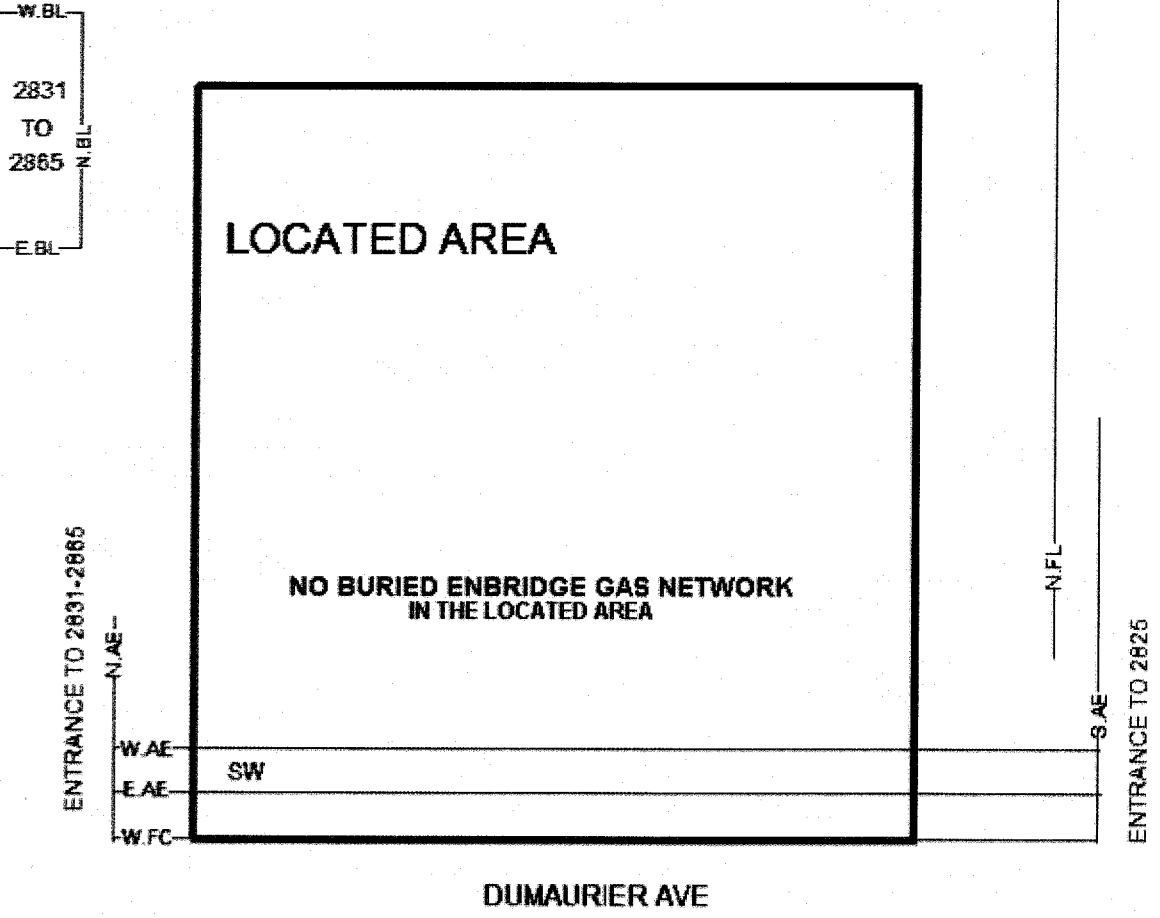 W.BL
2831
TO
2865
N.BL
E.BL
LOCATED AREA
NO BURIED ENBRIDGE GAS NETWORK
IN THE LOCATED AREA
ENTRANCE TO 2831-2865
N.AE
W.AE
SW
E.AE
W.FC
N.FL
S.AE
ENTRANCE TO 2825
DUMAURIER AVE